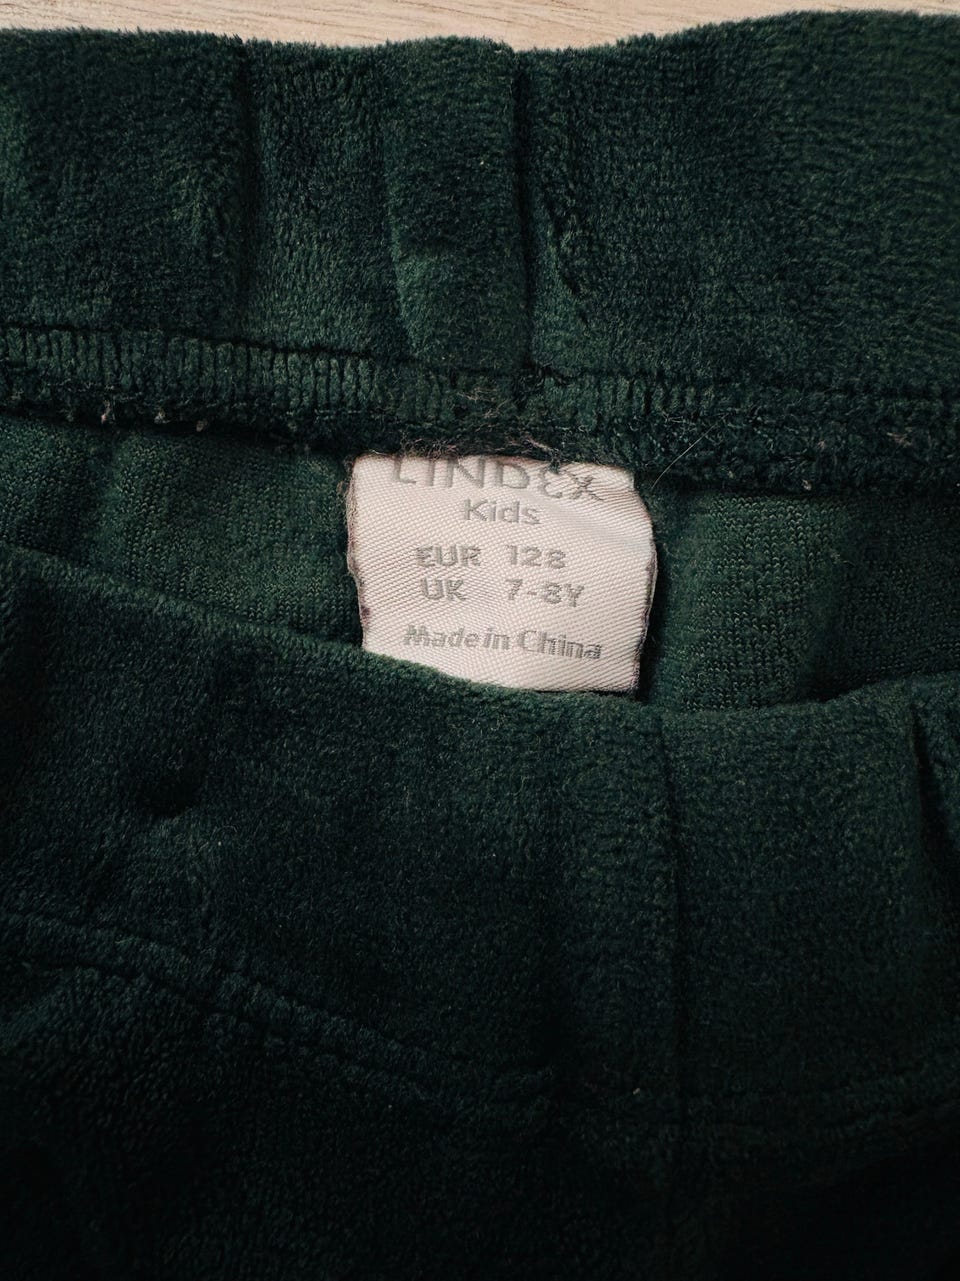 LINDEX
Kids
EUR 128
UK 7-8Y
Made in China